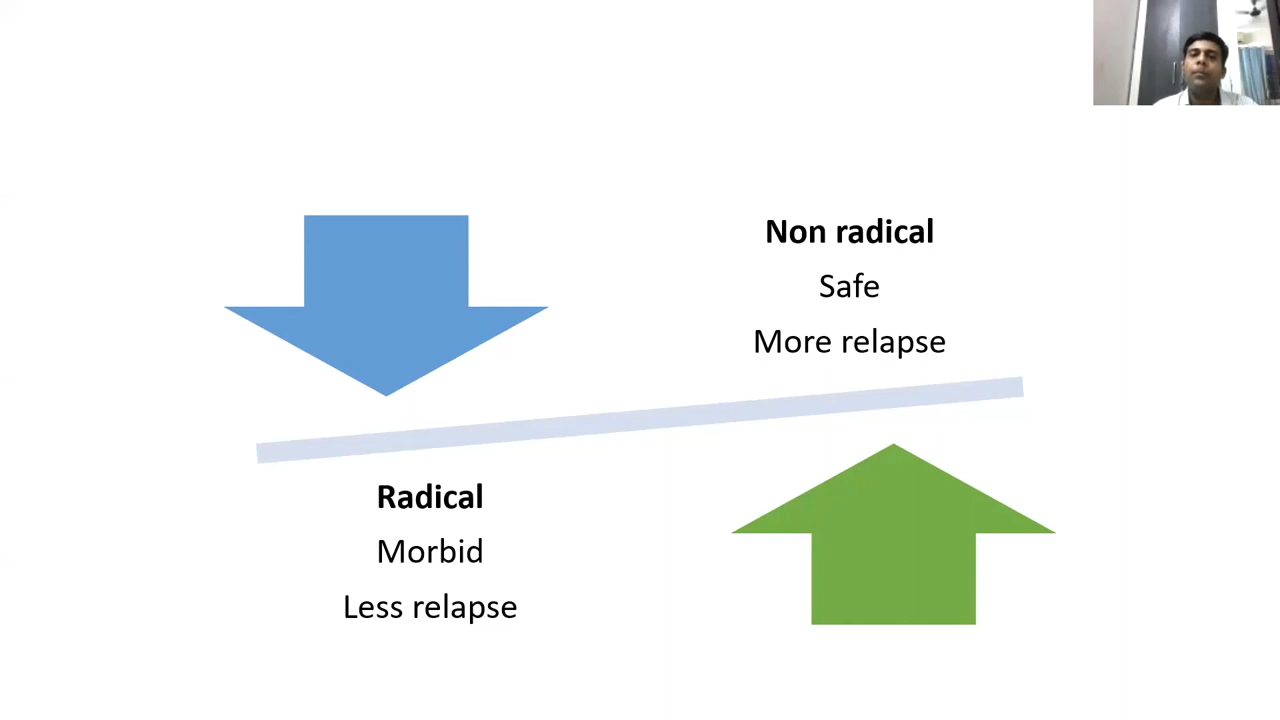 Non radical
Safe
More relapse
Radical
Morbid
Less relapse